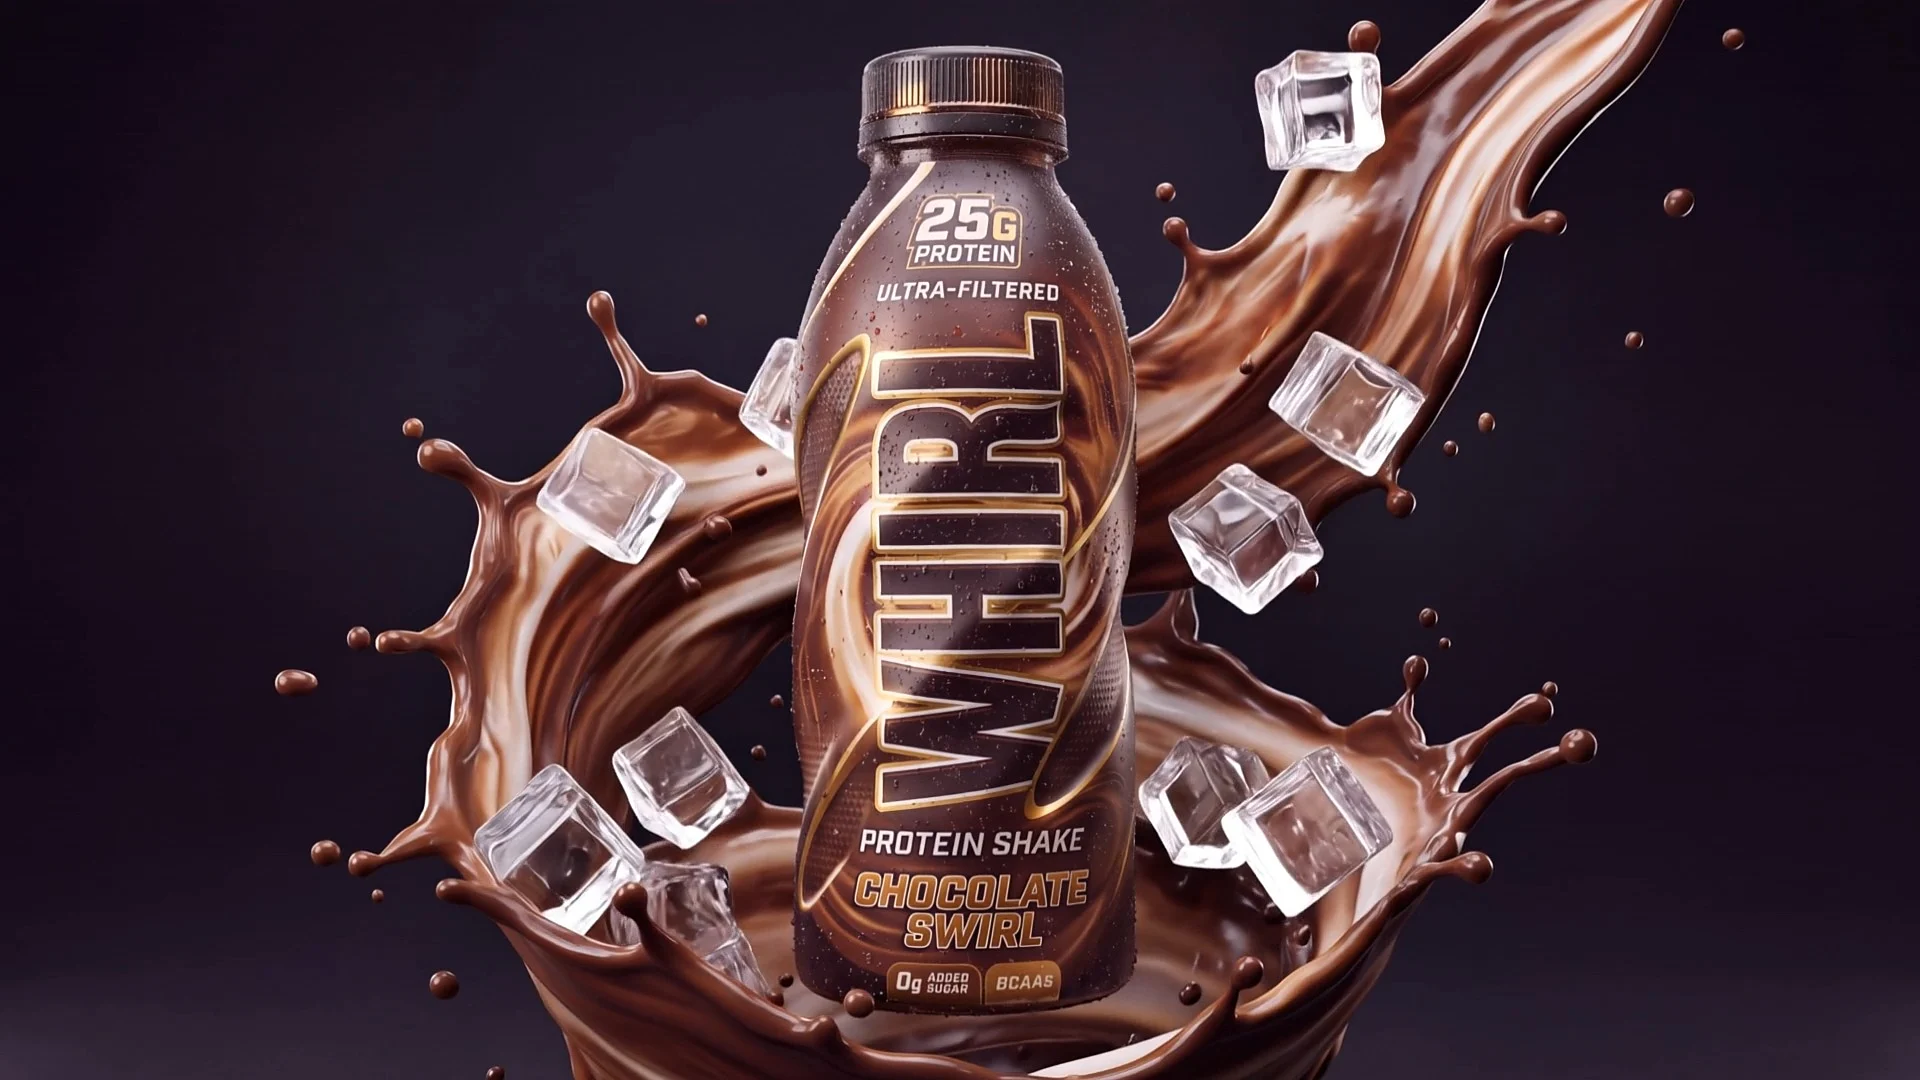 25G
PROTEIN
ULTRA-FILTERED
WHIRL
PROTEIN SHAKE
CHOCOLATE
SWIRL
0g ADDED
SUGAR
BCAAS